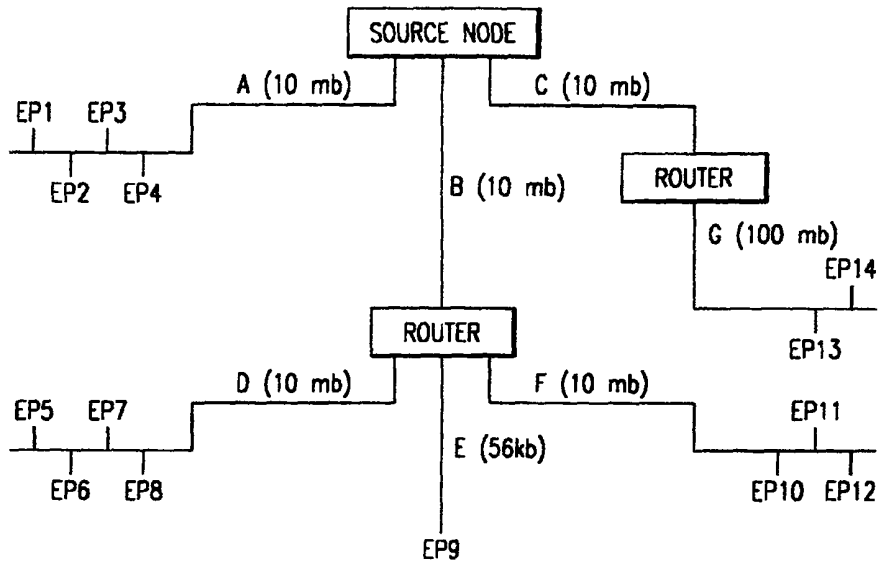 SOURCE NODE
A (10 mb)
C (10 mb)
EP1
EP3
EP2
EP4
B (10 mb)
ROUTER
G (100 mb)
EP14
EP13
ROUTER
D (10 mb)
F (10 mb)
EP5
EP7
EP11
E (56kb)
EP6
EP8
EP10
EP12
EP9